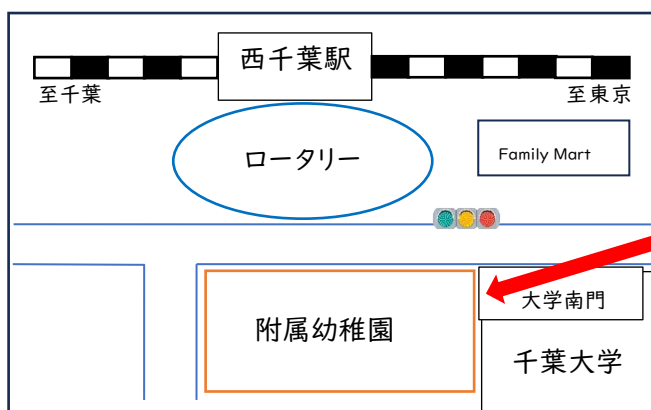 西千葉駅
至千葉
至東京
ロータリー
Family Mart
大学南門
附属幼稚園
千葉大学